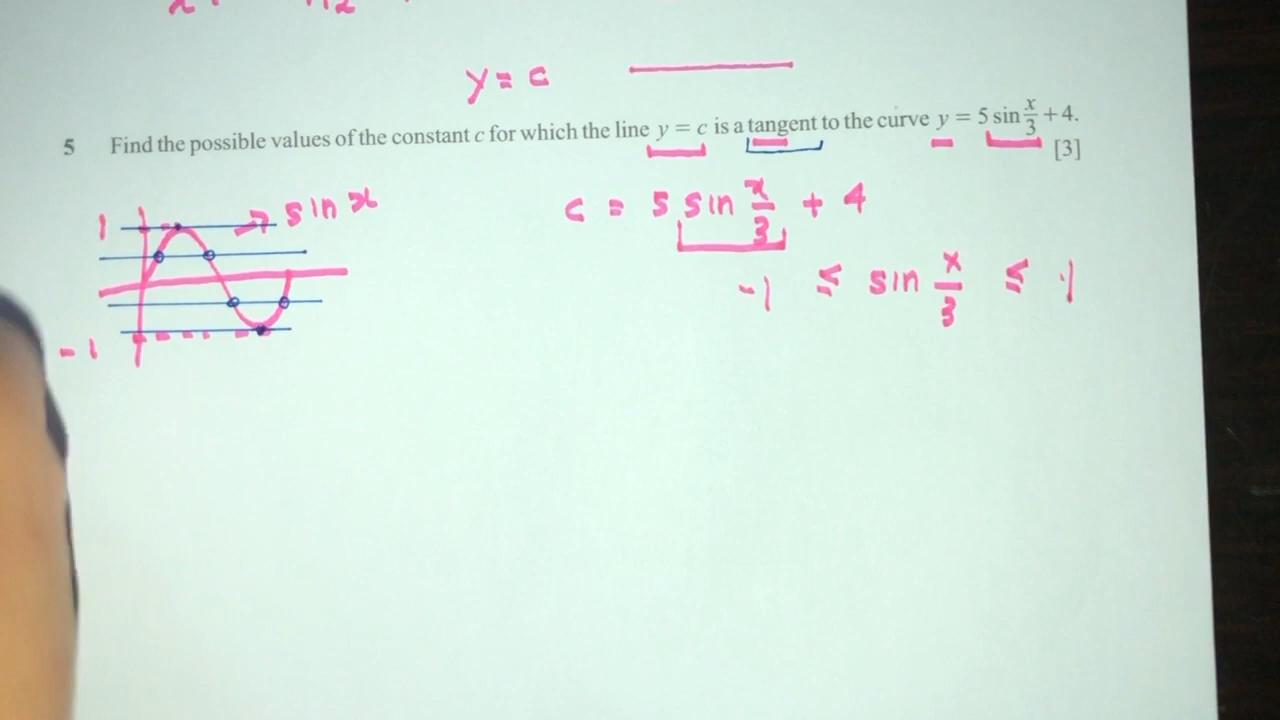 y = c
5 Find the possible values of the constant c for which the line y = c is a tangent to the curve y = 5 sin x/3 + 4.
[3]
1 → sin x
c = 5 sin x/3 + 4
-1 ≤ sin x/3 ≤ 1
-1